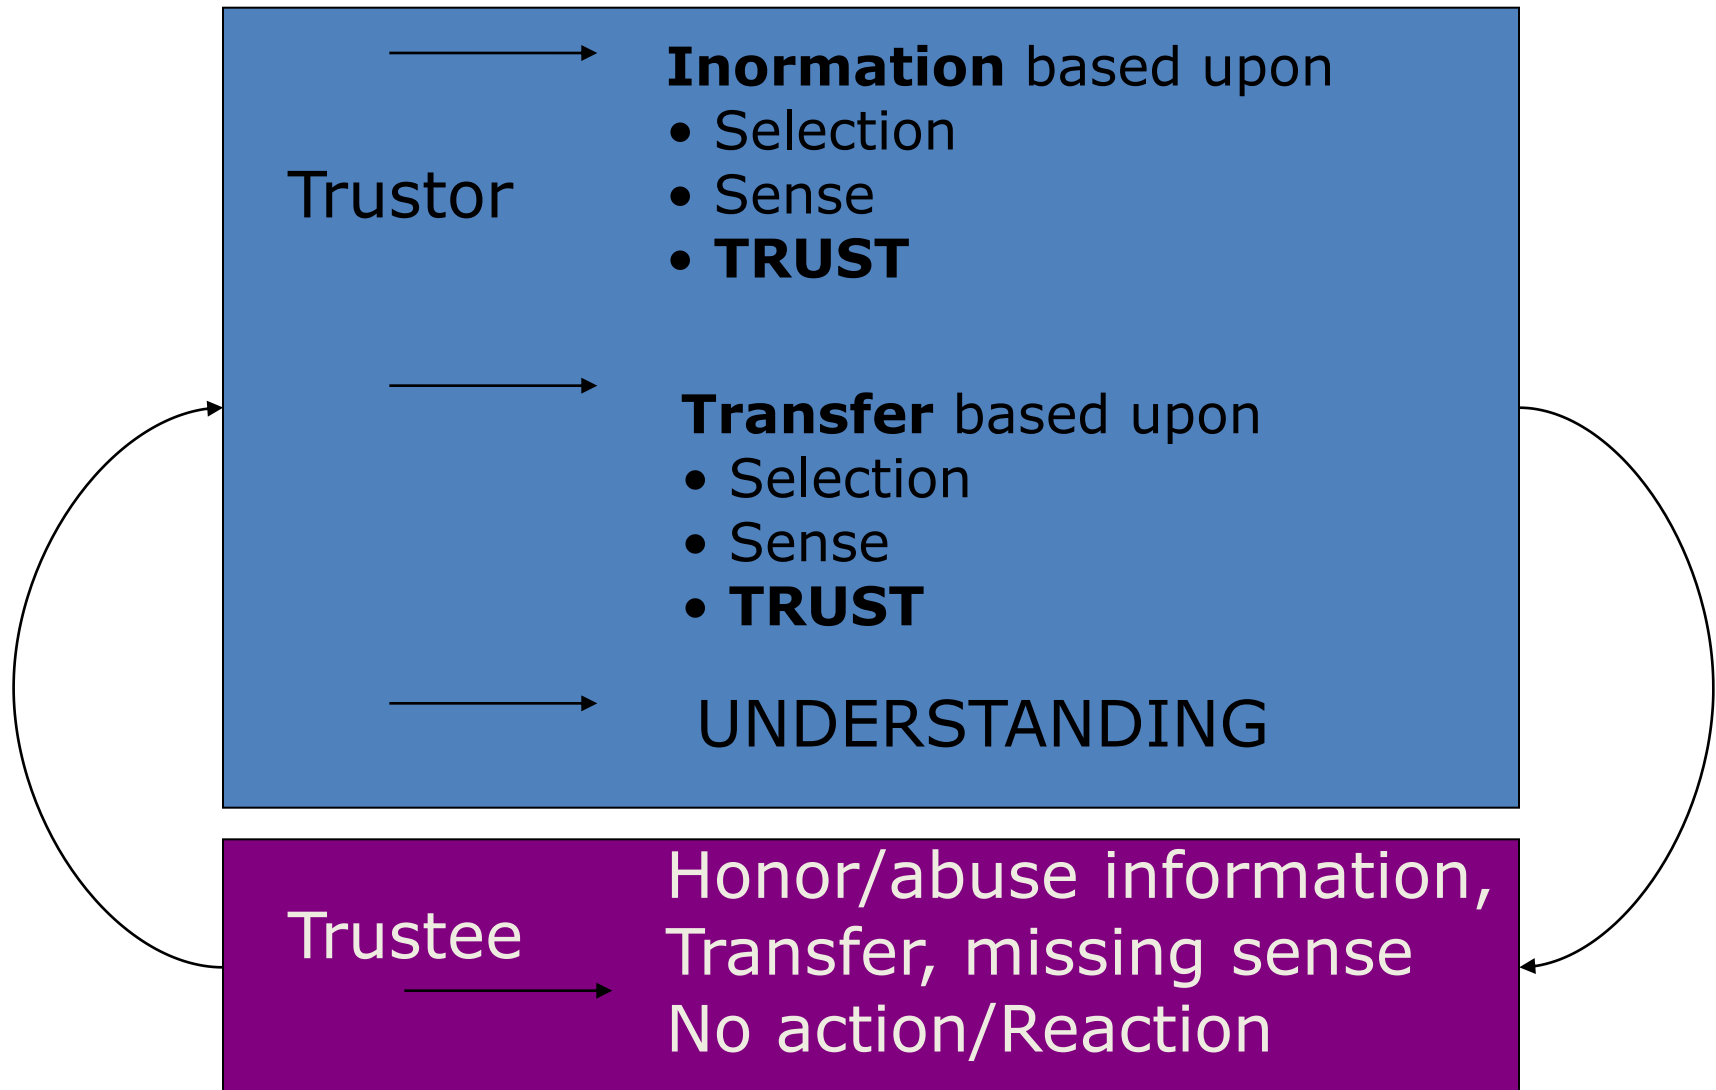 Inormation based upon
• Selection
Trustor
• Sense
• TRUST
Transfer based upon
• Selection
• Sense
• TRUST
UNDERSTANDING
Trustee
Honor/abuse information,
Transfer, missing sense
No action/Reaction